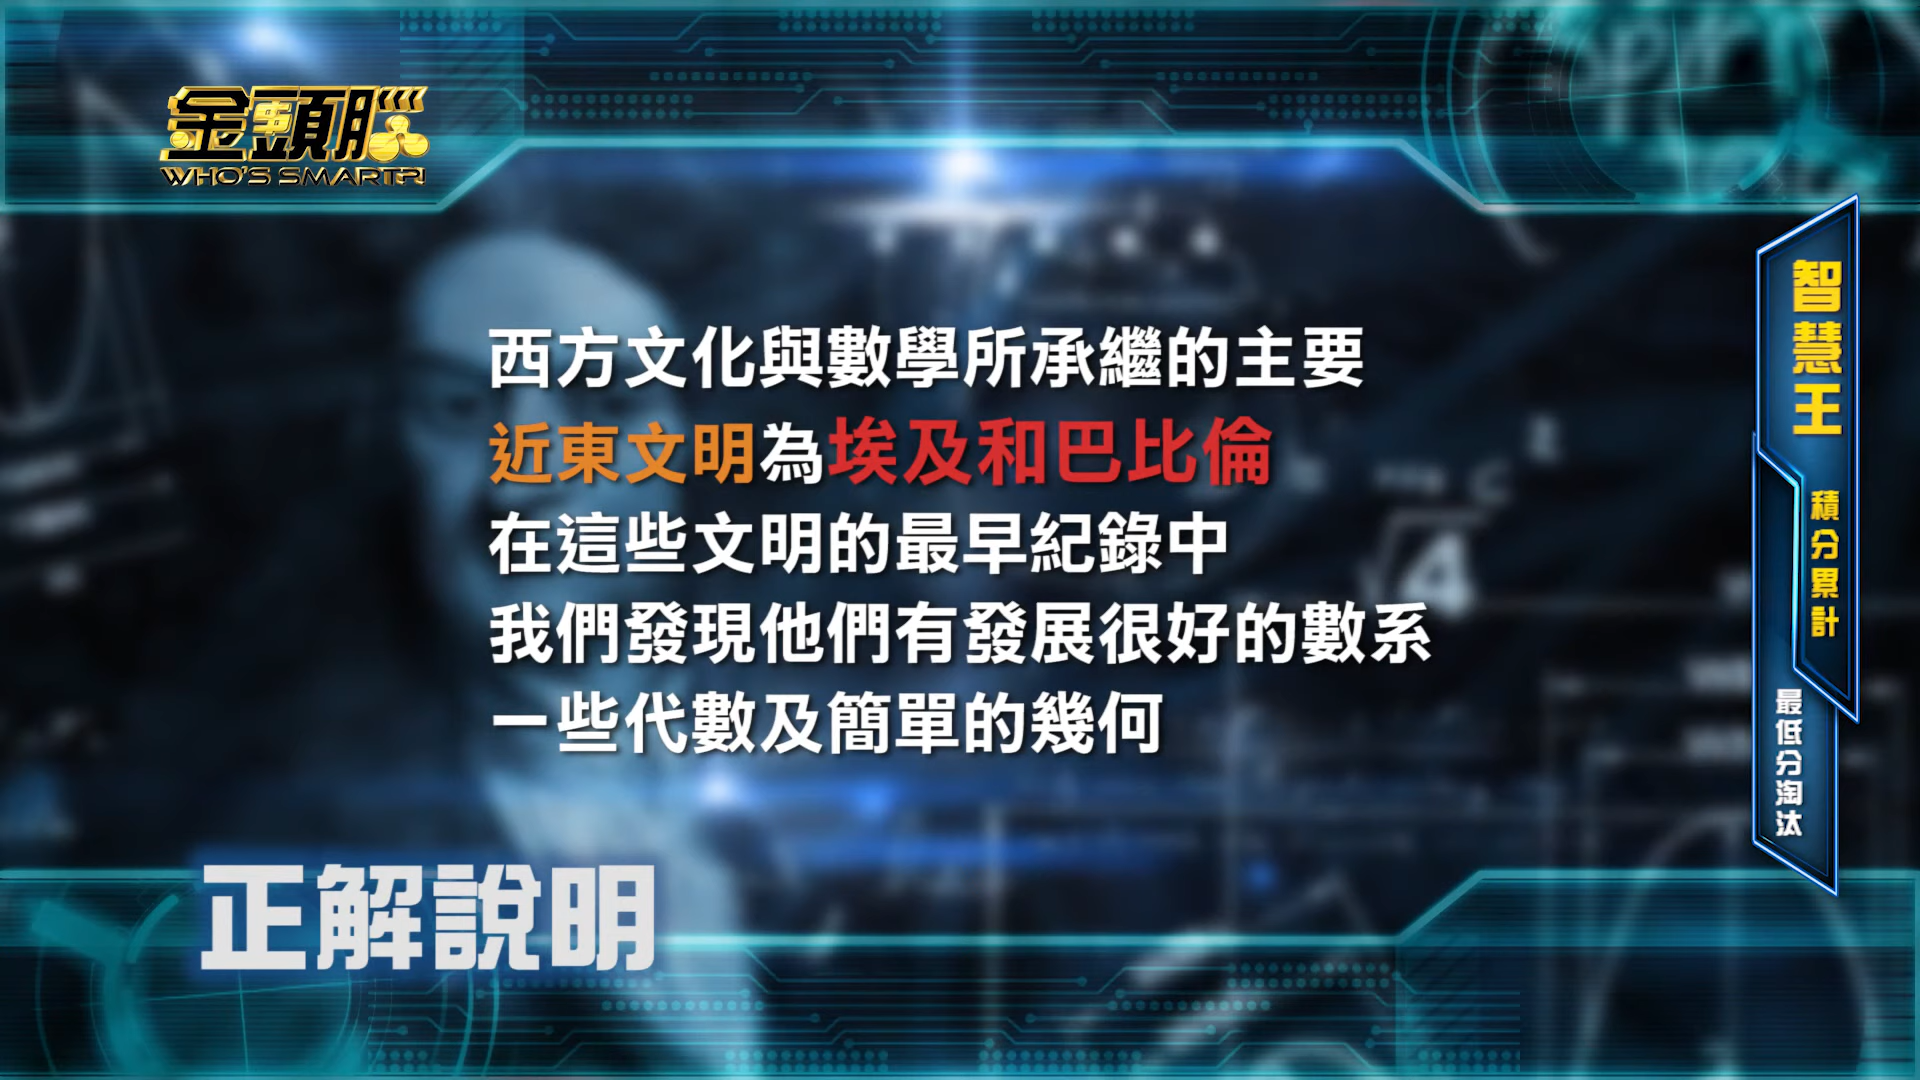 金頭腦
WHO'S SMART?!
西方文化與數學所承繼的主要
近東文明為埃及和巴比倫
在這些文明的最早紀錄中
我們發現他們有發展很好的數系
一些代數及簡單的幾何
正解說明
智慧王
積分累計
最低分淘汰